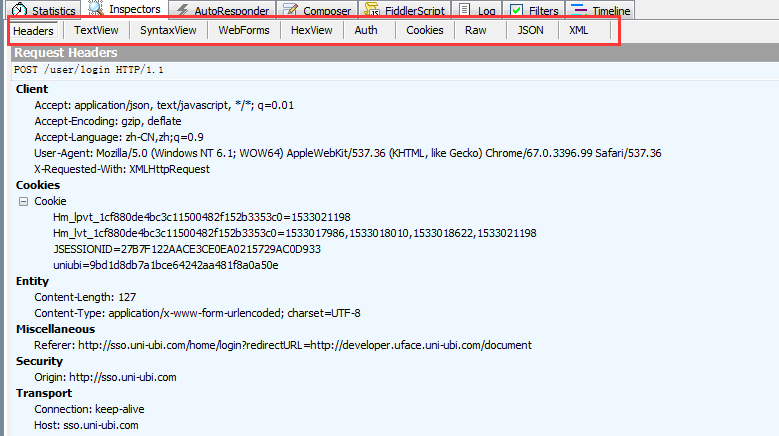 Statistics Inspectors AutoResponder Composer FiddlerScript Log Filters Timeline
Headers TextView SyntaxView WebForms HexView Auth Cookies Raw JSON XML
Request Headers
POST /user/login HTTP/1.1
Client
Accept: application/json, text/javascript, */*; q=0.01
Accept-Encoding: gzip, deflate
Accept-Language: zh-CN,zh;q=0.9
User-Agent: Mozilla/5.0 (Windows NT 6.1; WOW64) AppleWebKit/537.36 (KHTML, like Gecko) Chrome/67.0.3396.99 Safari/537.36
X-Requested-With: XMLHttpRequest
Cookies
Cookie
Hm_lpvt_1cf880de4bc3c11500482f152b3353c0=1533021198
Hm_lvt_1cf880de4bc3c11500482f152b3353c0=1533017986,1533018010,1533018622,1533021198
JSESSIONID=27B7F122AACE3CE0EA0215729AC0D933
uniubi=9bd1d8db7a1bce64242aa481f8a0a50e
Entity
Content-Length: 127
Content-Type: application/x-www-form-urlencoded; charset=UTF-8
Miscellaneous
Referer: http://sso.uni-ubi.com/home/login?redirectURL=http://developer.uface.uni-ubi.com/document
Security
Origin: http://sso.uni-ubi.com
Transport
Connection: keep-alive
Host: sso.uni-ubi.com